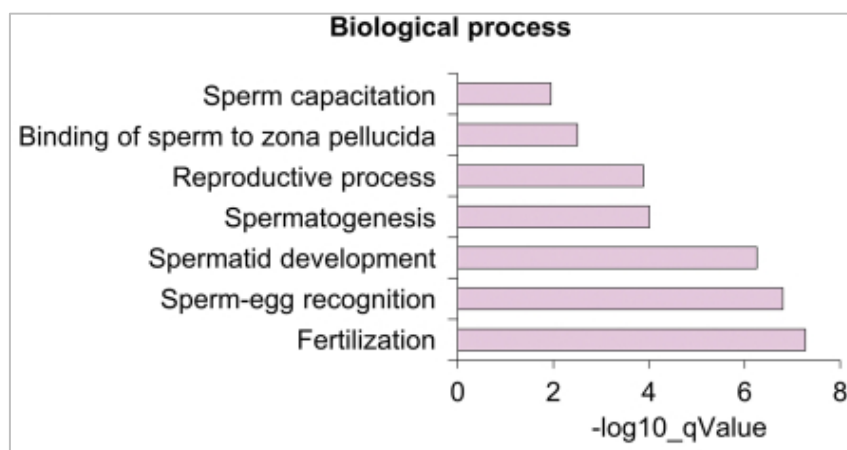 Biological process
Sperm capacitation
Binding of sperm to zona pellucida
Reproductive process
Spermatogenesis
Spermatid development
Sperm-egg recognition
Fertilization
0 2 4 6 8
-log10_qValue